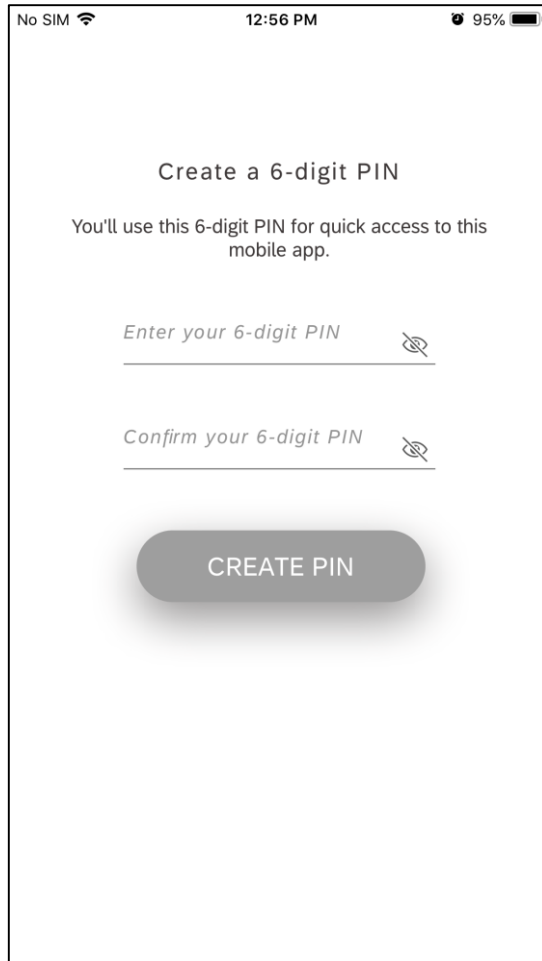 No SIM 12:56 PM 95%
Create a 6-digit PIN
You'll use this 6-digit PIN for quick access to this
mobile app.
Enter your 6-digit PIN
Confirm your 6-digit PIN
CREATE PIN